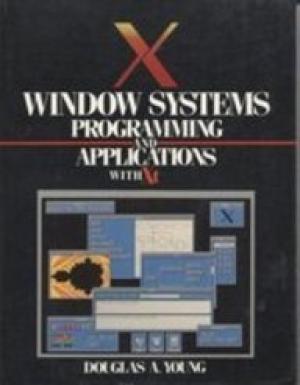 X
WINDOW SYSTEMS
PROGRAMMING
AND
APPLICATIONS
WITH Xt
X
DOUGLAS A. YOUNG